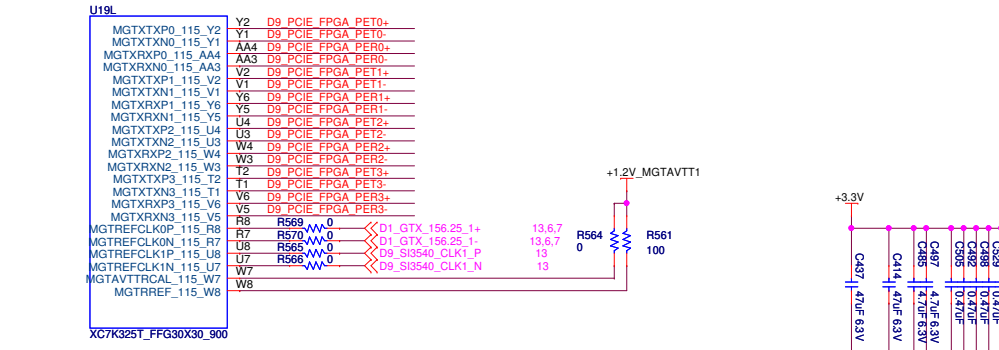 U19L
MGTXTXP0_115_Y2 Y2 D9_PCIE_FPGA_PET0+
MGTXTXN0_115_Y1 Y1 D9_PCIE_FPGA_PET0-
MGTXRXP0_115_AA4 AA4 D9_PCIE_FPGA_PER0+
MGTXRXN0_115_AA3 AA3 D9_PCIE_FPGA_PER0-
MGTXTXP1_115_V2 V2 D9_PCIE_FPGA_PET1+
MGTXTXN1_115_V1 V1 D9_PCIE_FPGA_PET1-
MGTXRXP1_115_Y6 Y6 D9_PCIE_FPGA_PER1+
MGTXRXN1_115_Y5 Y5 D9_PCIE_FPGA_PER1-
MGTXTXP2_115_U4 U4 D9_PCIE_FPGA_PET2+
MGTXTXN2_115_U3 U3 D9_PCIE_FPGA_PET2-
MGTXRXP2_115_W4 W4 D9_PCIE_FPGA_PER2+
MGTXRXN2_115_W3 W3 D9_PCIE_FPGA_PER2-
MGTXTXP3_115_T2 T2 D9_PCIE_FPGA_PET3+
MGTXTXN3_115_T1 T1 D9_PCIE_FPGA_PET3-
MGTXRXP3_115_V6 V6 D9_PCIE_FPGA_PER3+
MGTXRXN3_115_V5 V5 D9_PCIE_FPGA_PER3-
MGTREFCLK0P_115_R8 R8 R569 0 D1_GTX_156.25_1+ 13,6,7
MGTREFCLK0N_115_R7 R7 R570 0 D1_GTX_156.25_1- 13,6,7
MGTREFCLK1P_115_U8 U8 R565 0 D9_SI3540_CLK1_P 13
MGTREFCLK1N_115_U7 U7 R566 0 D9_SI3540_CLK1_N 13
MGTAVTTRCAL_115_W7 W7
MGTRREF_115_W8 W8
XC7K325T_FFG30X30_900
+1.2V_MGTAVTT1
R564 R561
0 100
+3.3V
C437 47uF 6.3V
C414 47uF 6.3V
C485 4.7uF 6.3V
C497 4.7uF 6.3V
C505 0.47uF
C492 0.47uF
C498 0.47uF